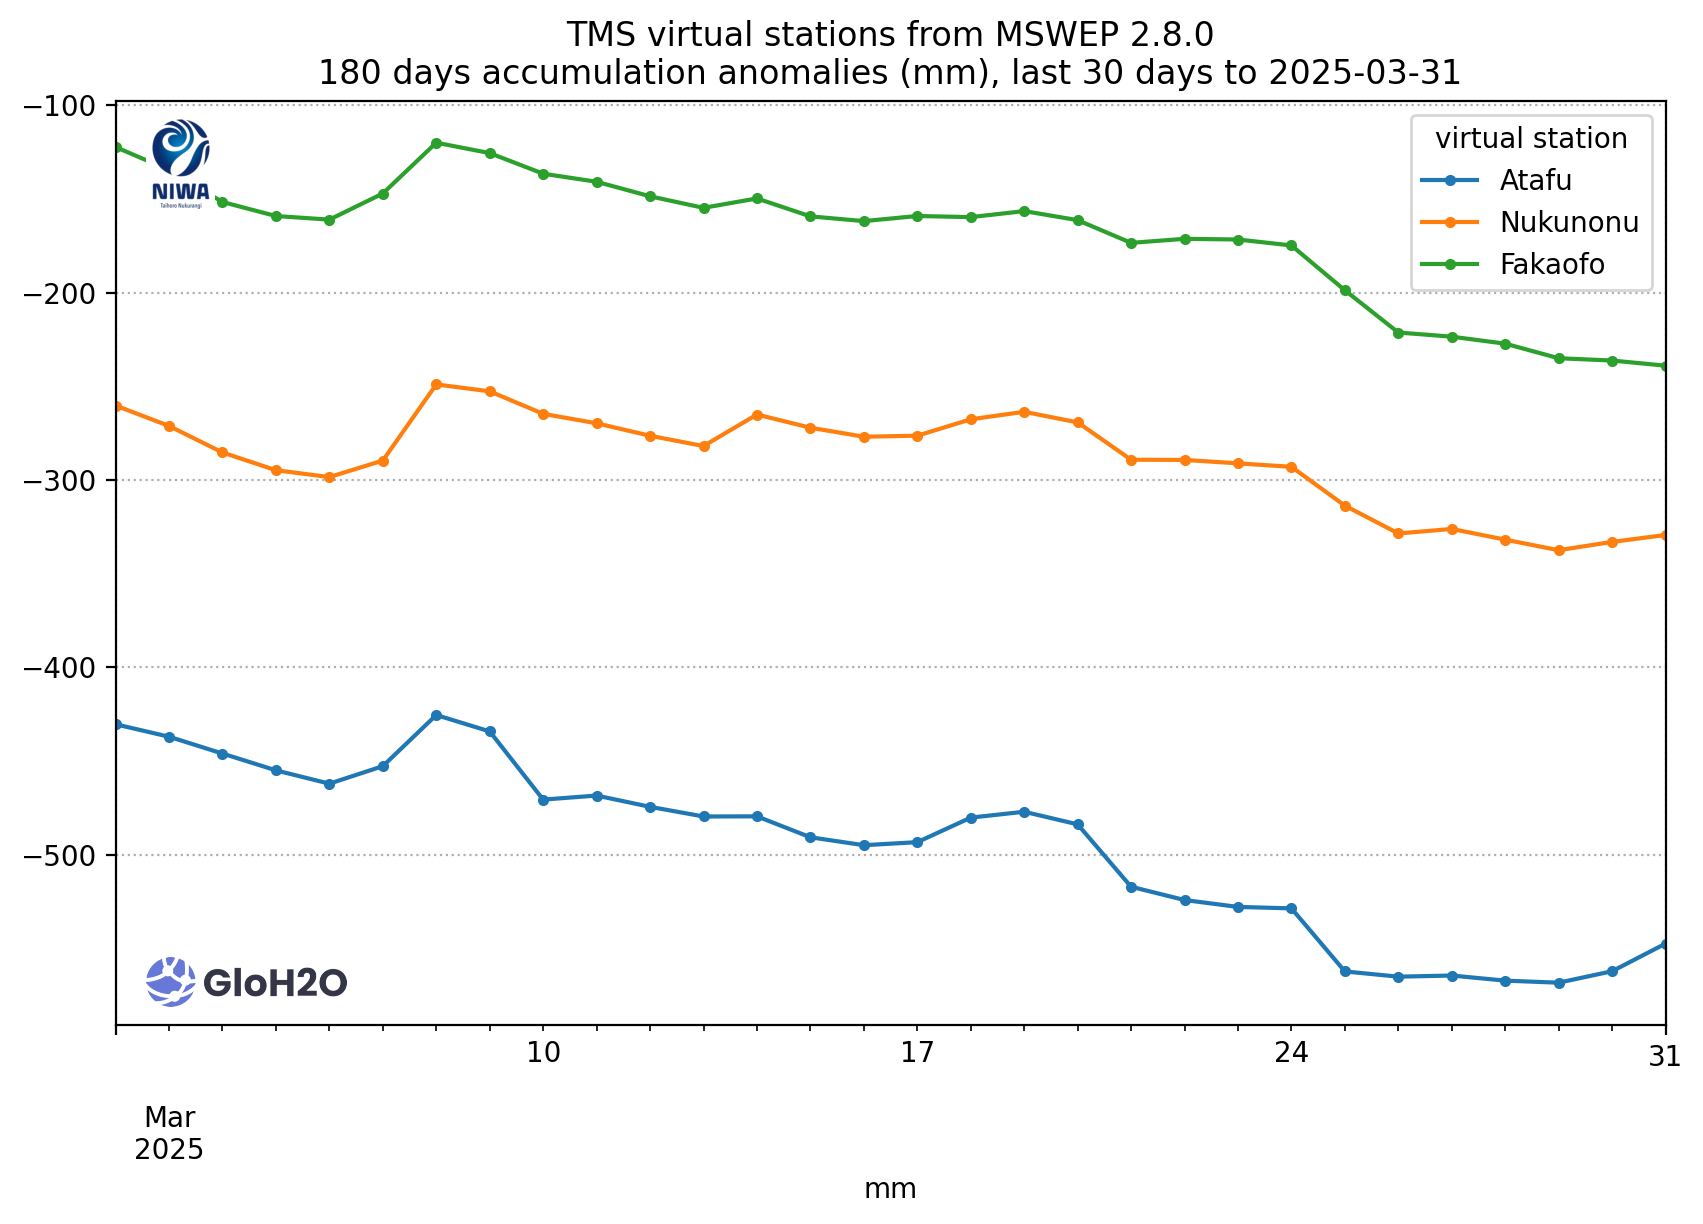 TMS virtual stations from MSWEP 2.8.0
180 days accumulation anomalies (mm), last 30 days to 2025-03-31
−100
−200
−300
−400
−500
NIWA
Taihoro Nukurangi
virtual station
Atafu
Nukunonu
Fakaofo
GloH2O
10
17
24
31
Mar
2025
mm